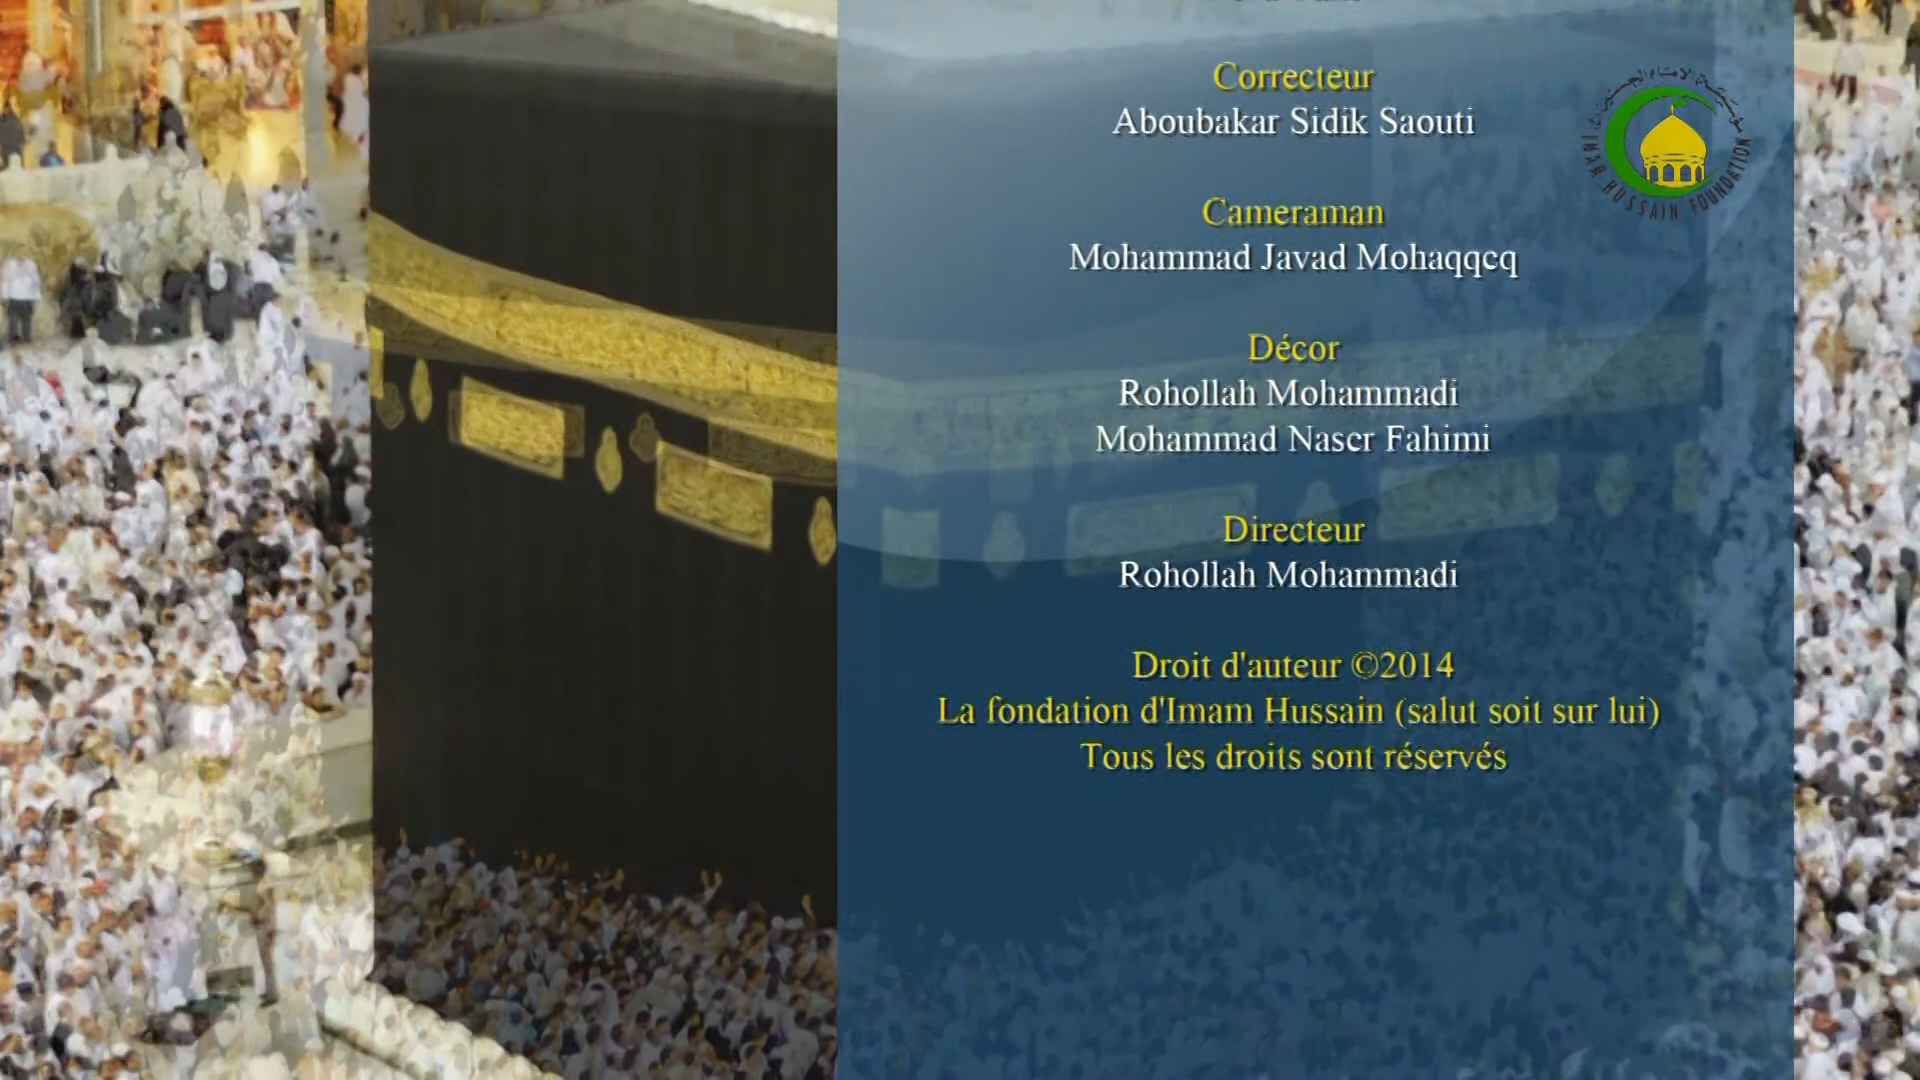 Correcteur
Aboubakar Sidik Saouti
Cameraman
Mohammad Javad Mohaqqeq
Décor
Rohollah Mohammadi
Mohammad Naser Fahimi
Directeur
Rohollah Mohammadi
Droit d'auteur ©2014
La fondation d'Imam Hussain (salut soit sur lui)
Tous les droits sont réservés
IMAM HUSSAIN FOUNDATION